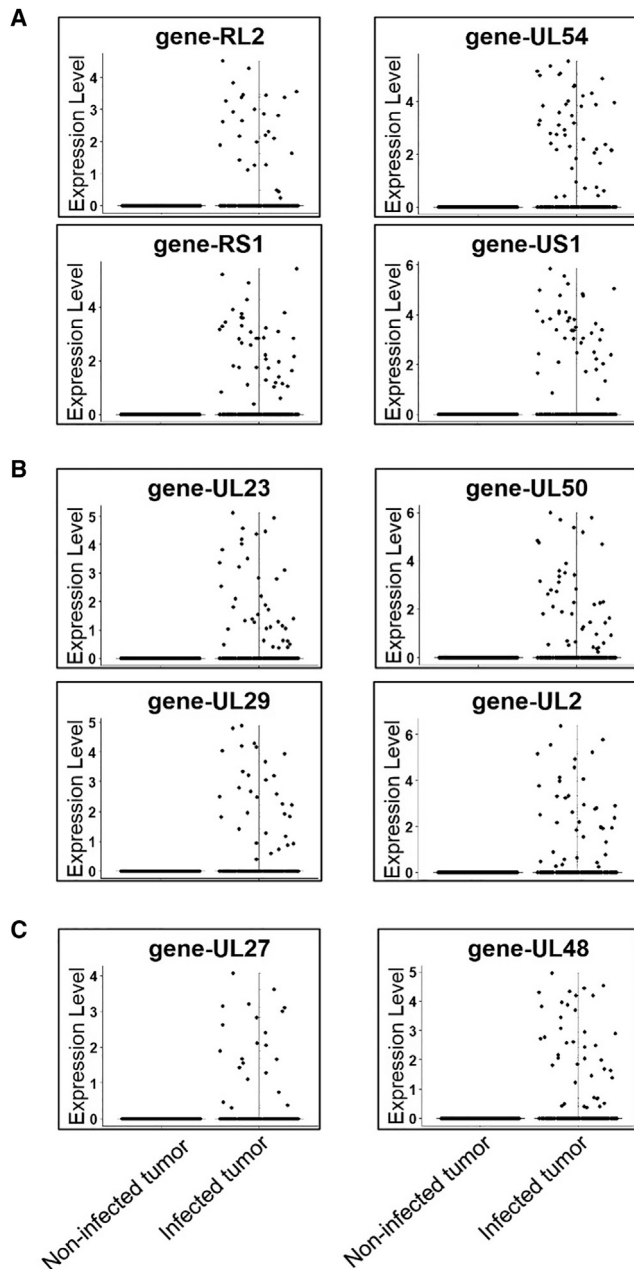 A
gene-RL2
Expression Level
4
3
2
1
0
gene-UL54
Expression Level
4
2
0
gene-RS1
Expression Level
4
2
0
gene-US1
Expression Level
6
4
2
0
B
gene-UL23
Expression Level
5
4
3
2
1
0
gene-UL50
Expression Level
6
4
2
0
gene-UL29
Expression Level
5
4
3
2
1
0
gene-UL2
Expression Level
6
4
2
0
C
gene-UL27
Expression Level
4
3
2
1
0
gene-UL48
Expression Level
5
4
3
2
1
0
Non-infected tumor
Infected tumor
Non-infected tumor
Infected tumor